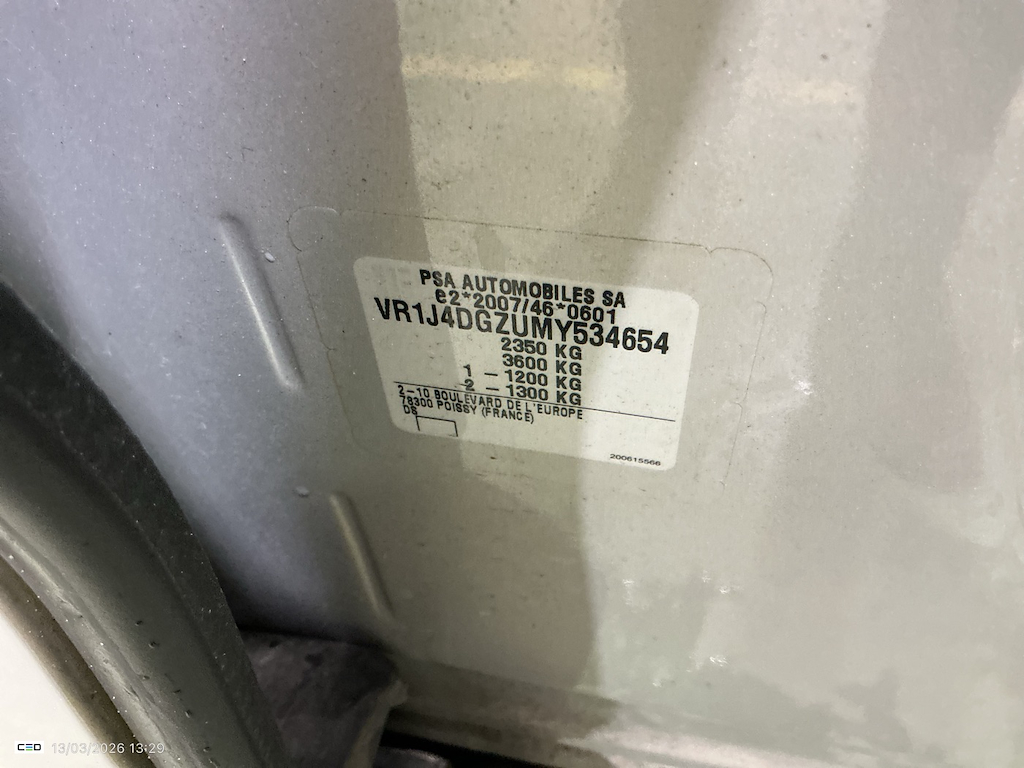 PSA AUTOMOBILES SA
e2*2007/46*0601
VR1J4DGZUMY534654
2350 KG
3600 KG
1 - 1200 KG
2 - 1300 KG
2-10 BOULEVARD DE L'EUROPE
78300 POISSY (FRANCE)
DS
200615566
CEO 13/03/2026 13:29